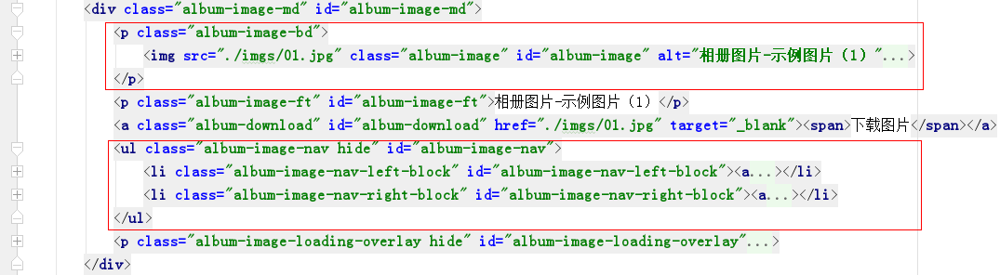 <div class="album-image-md" id="album-image-md">
<p class="album-image-bd">
<img src="./imgs/01.jpg" class="album-image" id="album-image" alt="相册图片-示例图片（1）"...>
</p>
<p class="album-image-ft" id="album-image-ft">相册图片-示例图片（1）</p>
<a class="album-download" id="album-download" href="./imgs/01.jpg" target="_blank"><span>下载图片</span></a>
<ul class="album-image-nav hide" id="album-image-nav">
<li class="album-image-nav-left-block" id="album-image-nav-left-block"><a...></li>
<li class="album-image-nav-right-block" id="album-image-nav-right-block"><a...></li>
</ul>
<p class="album-image-loading-overlay hide" id="album-image-loading-overlay"...>
</div>